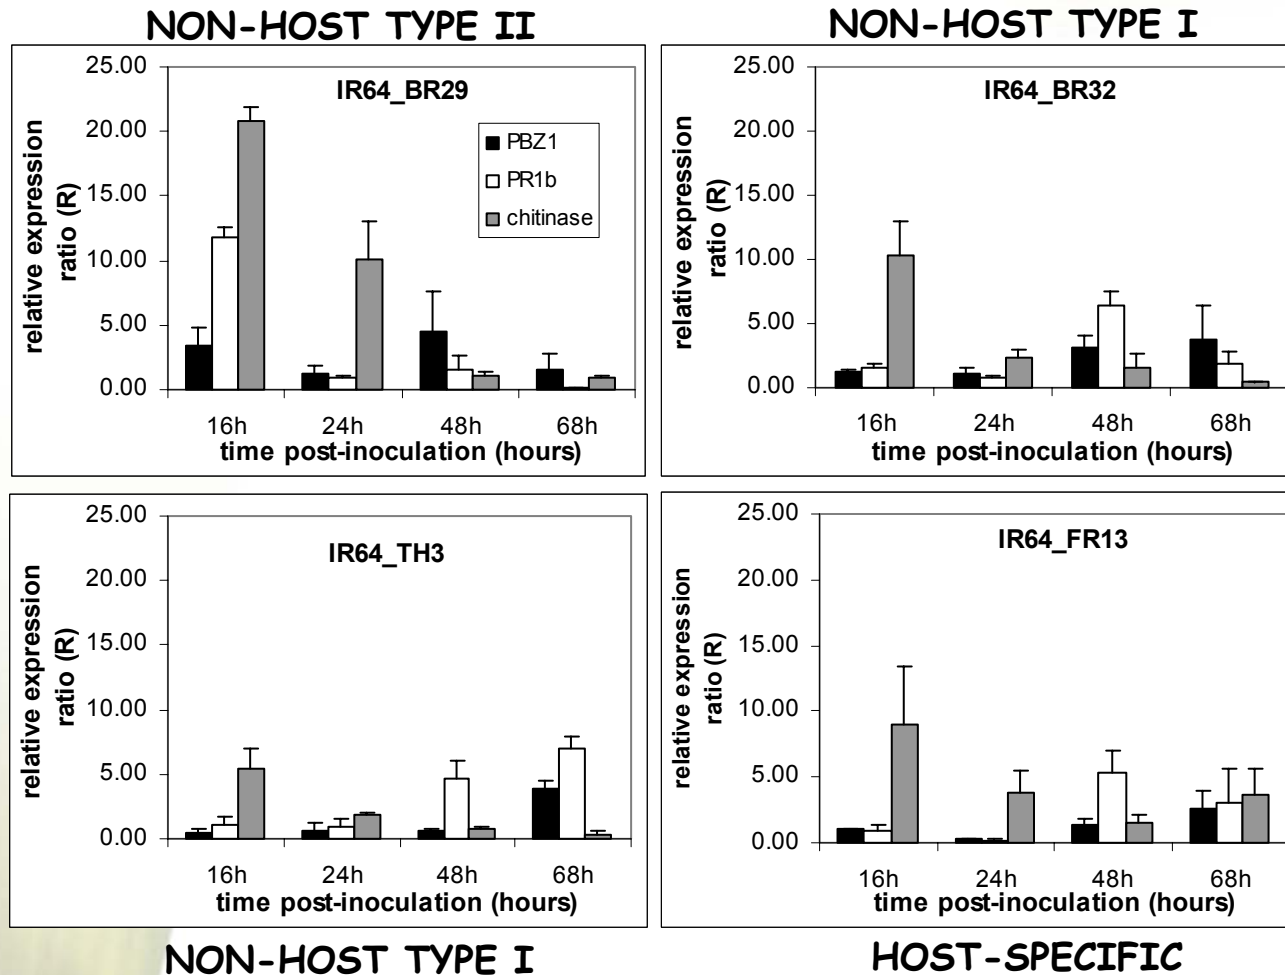 NON-HOST TYPE II
NON-HOST TYPE I
25.00
20.00
15.00
10.00
5.00
0.00
relative expression
ratio (R)
IR64_BR29
PBZ1
PR1b
chitinase
16h 24h 48h 68h
time post-inoculation (hours)
25.00
20.00
15.00
10.00
5.00
0.00
relative expression
ratio (R)
IR64_BR32
16h 24h 48h 68h
time post-inoculation (hours)
25.00
20.00
15.00
10.00
5.00
0.00
relative expression
ratio (R)
IR64_TH3
16h 24h 48h 68h
time post-inoculation (hours)
25.00
20.00
15.00
10.00
5.00
0.00
relative expression
ratio (R)
IR64_FR13
16h 24h 48h 68h
time post-inoculation (hours)
NON-HOST TYPE I
HOST-SPECIFIC